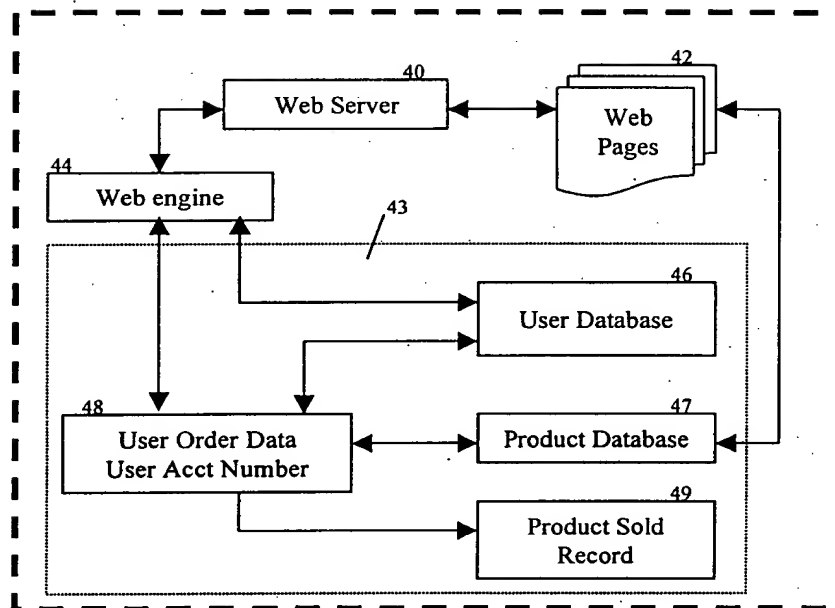 40
Web Server
42
Web
Pages
44
Web engine
43
46
User Database
48
User Order Data
User Acct Number
47
Product Database
49
Product Sold
Record